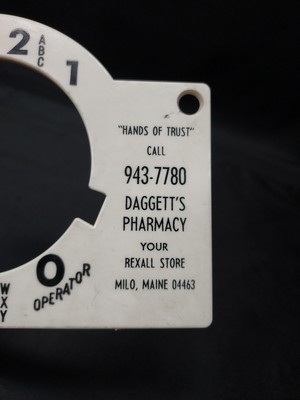 2
ABC
1
"HANDS OF TRUST"
CALL
943-7780
DAGGETT'S
PHARMACY
YOUR
REXALL STORE
MILO, MAINE 04463
0
OPERATOR
WXY